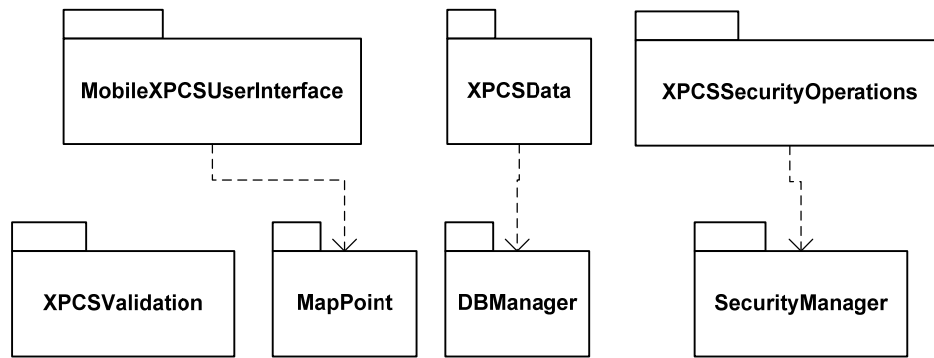 MobileXPCSUserInterface
XPCSData
XPCSSecurityOperations
XPCSValidation
MapPoint
DBManager
SecurityManager